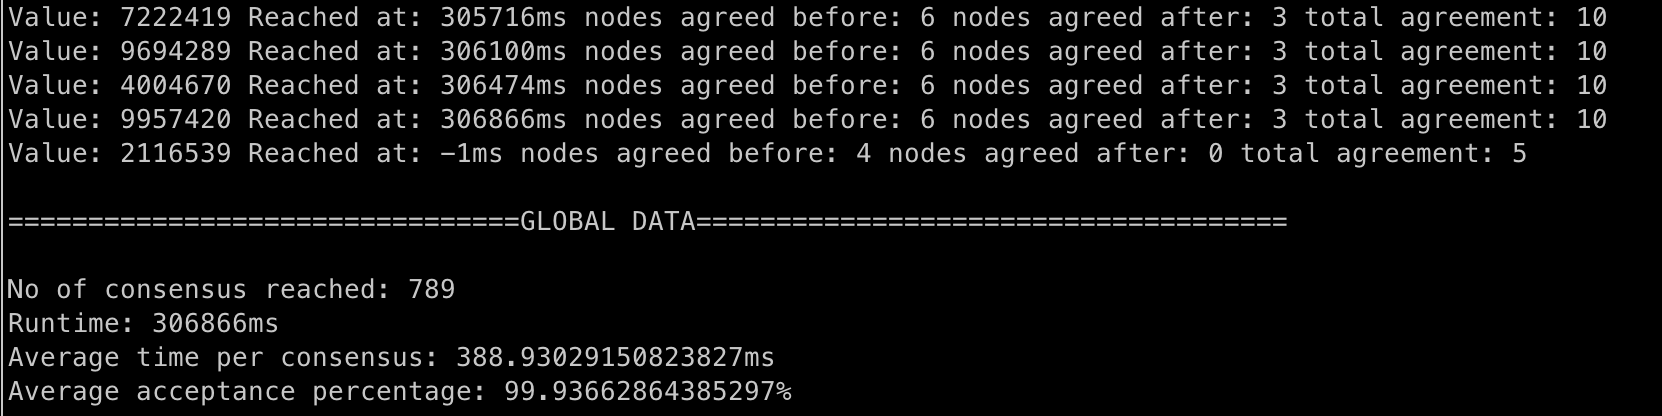 Value: 7222419 Reached at: 305716ms nodes agreed before: 6 nodes agreed after: 3 total agreement: 10
Value: 9694289 Reached at: 306100ms nodes agreed before: 6 nodes agreed after: 3 total agreement: 10
Value: 4004670 Reached at: 306474ms nodes agreed before: 6 nodes agreed after: 3 total agreement: 10
Value: 9957420 Reached at: 306866ms nodes agreed before: 6 nodes agreed after: 3 total agreement: 10
Value: 2116539 Reached at: -1ms nodes agreed before: 4 nodes agreed after: 0 total agreement: 5
================================GLOBAL DATA=====================================
No of consensus reached: 789
Runtime: 306866ms
Average time per consensus: 388.93029150823827ms
Average acceptance percentage: 99.93662864385297%